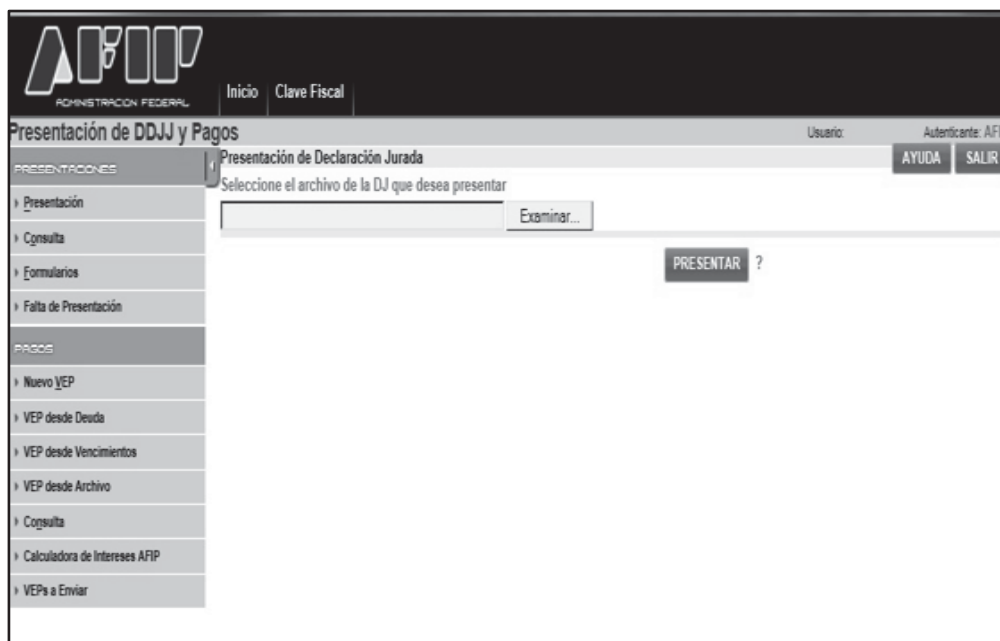 AFIP
ADMINISTRACION FEDERAL
Inicio Clave Fiscal
Presentación de DDJJ y Pagos
Usuario: Autenticante: AFI
PRESENTACIONES
Presentación
Consulta
Formularios
Falta de Presentación
PAGOS
Nuevo VEP
VEP desde Deuda
VEP desde Vencimientos
VEP desde Archivo
Consulta
Calculadora de Intereses AFIP
VEPs a Enviar
Presentación de Declaración Jurada
AYUDA SALIR
Seleccione el archivo de la DJ que desea presentar
Examinar...
PRESENTAR ?